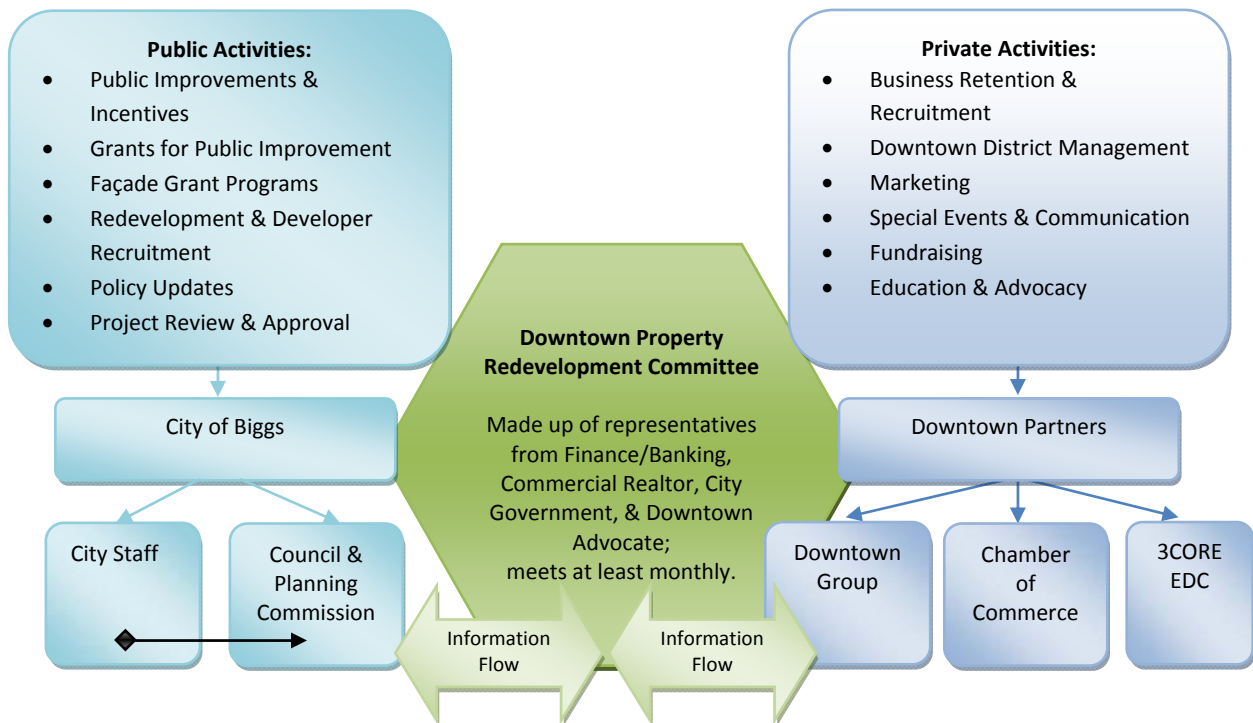 Public Activities:
• Public Improvements &
Incentives
• Grants for Public Improvement
• Façade Grant Programs
• Redevelopment & Developer
Recruitment
• Policy Updates
• Project Review & Approval
Private Activities:
• Business Retention &
Recruitment
• Downtown District Management
• Marketing
• Special Events & Communication
• Fundraising
• Education & Advocacy
Downtown Property
Redevelopment Committee
Made up of representatives
from Finance/Banking,
Commercial Realtor, City
Government, & Downtown
Advocate;
meets at least monthly.
City of Biggs
Downtown Partners
City Staff
Council &
Planning
Commission
Information
Flow
Information
Flow
Downtown
Group
Chamber
of
Commerce
3CORE
EDC